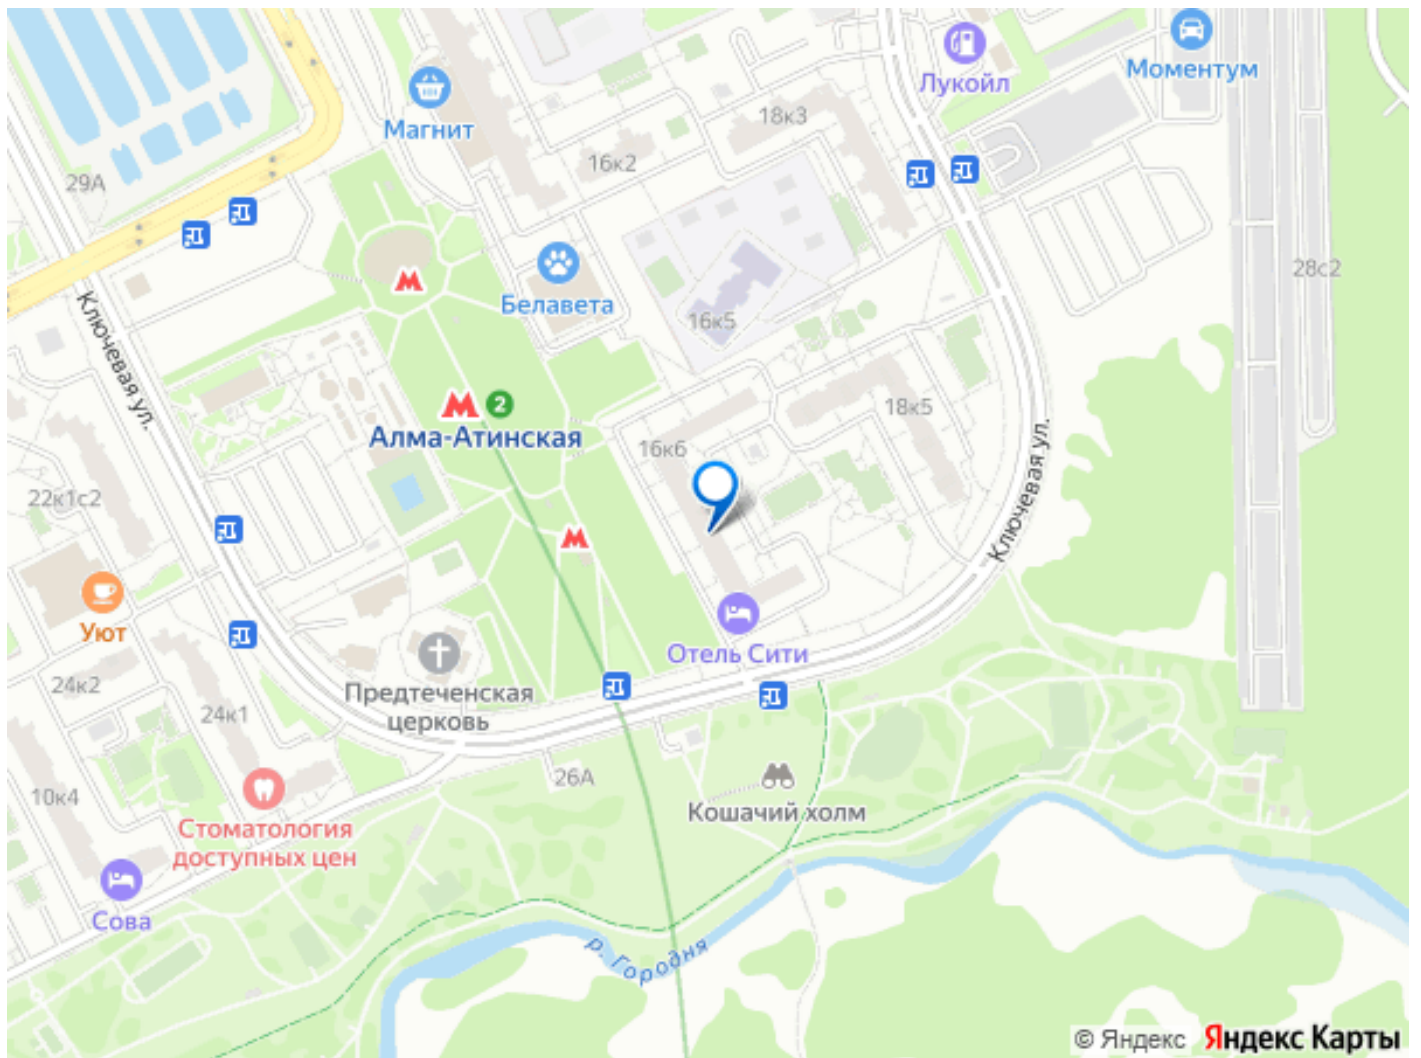 Лукойл
Моментум
Магнит
18к3
16к2
29А
28с2
Белавета
16к5
Ключевая ул.
2
Алма-Атинская
18к5
16к6
22к1с2
Ключевая ул.
Уют
Отель Сити
24к2
Предтеченская
церковь
24к1
26А
10к4
Кошачий холм
Стоматология
доступных цен
Сова
р. Городня
© Яндекс Яндекс Карты